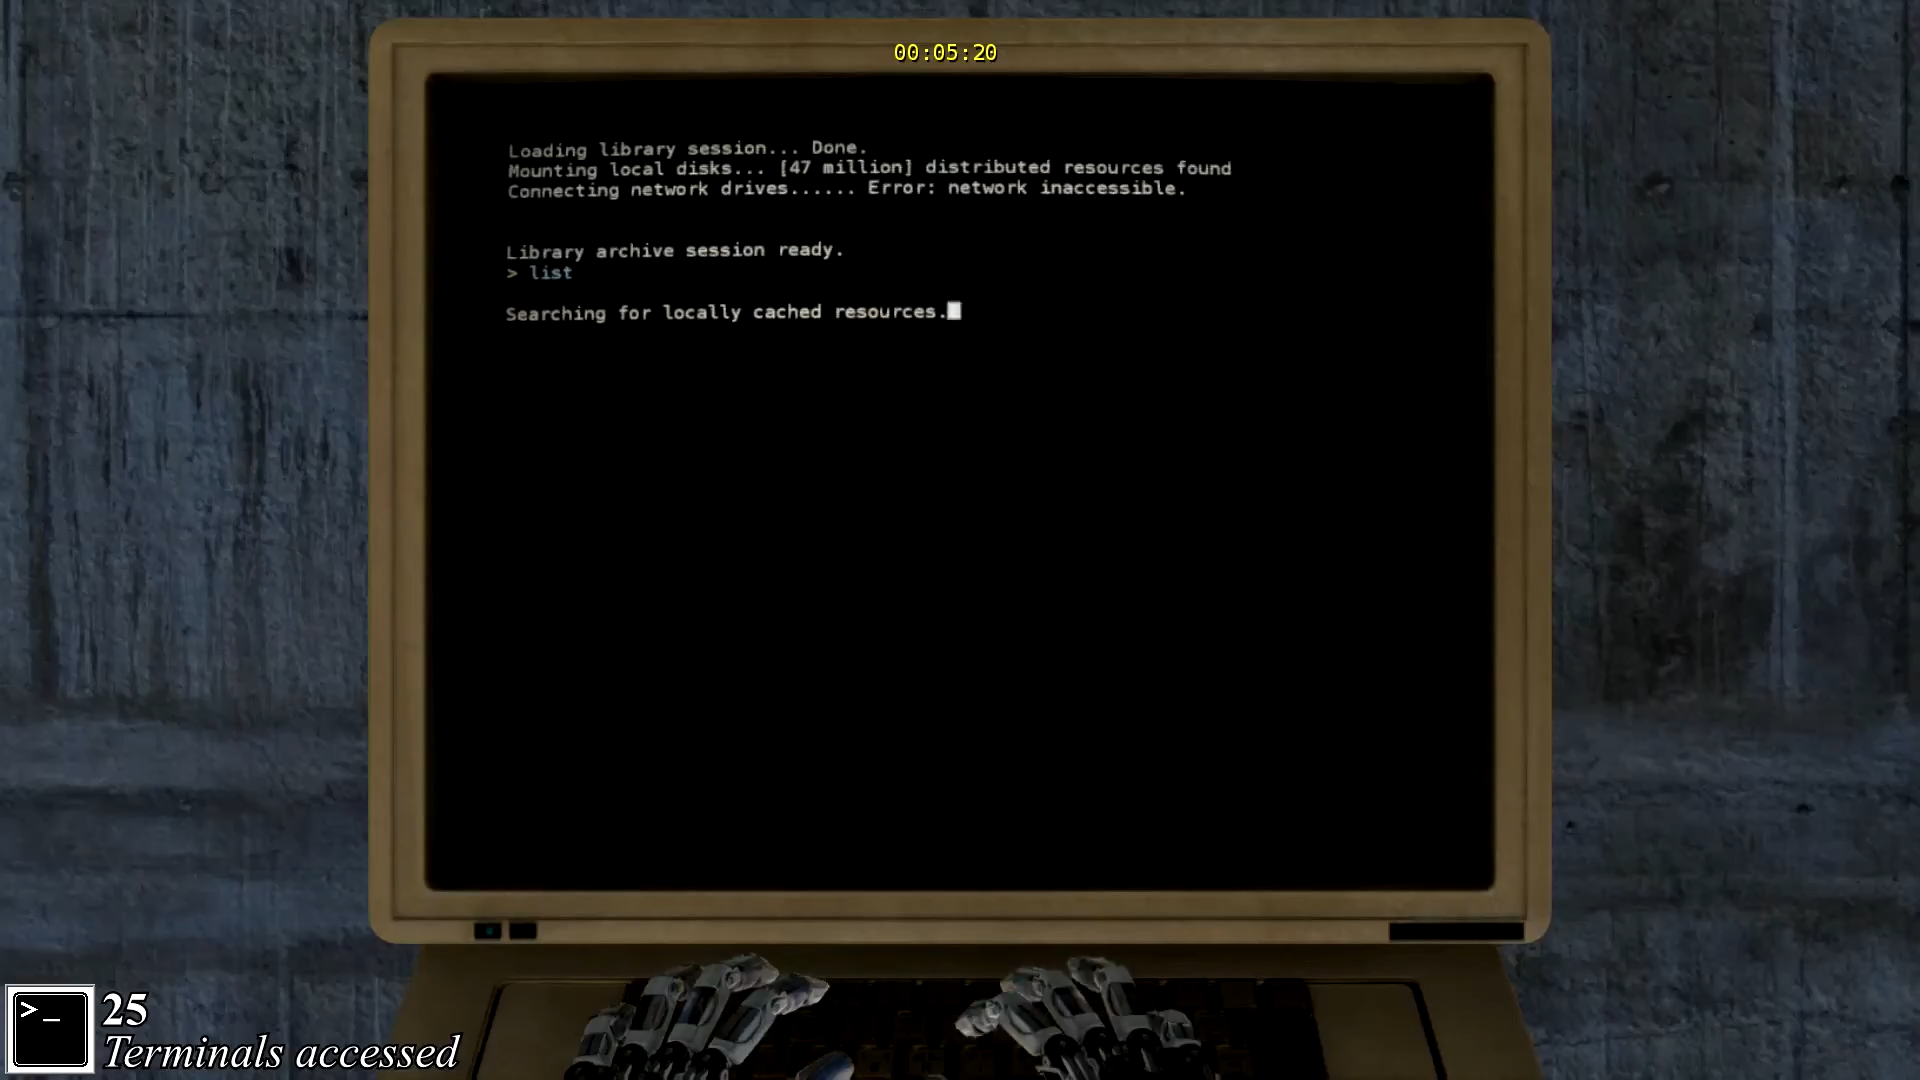 00:05:20
Loading library session... Done.
Mounting local disks... [47 million] distributed resources found
Connecting network drives...... Error: network inaccessible.
Library archive session ready.
> list
Searching for locally cached resources.
>_ 25
Terminals accessed